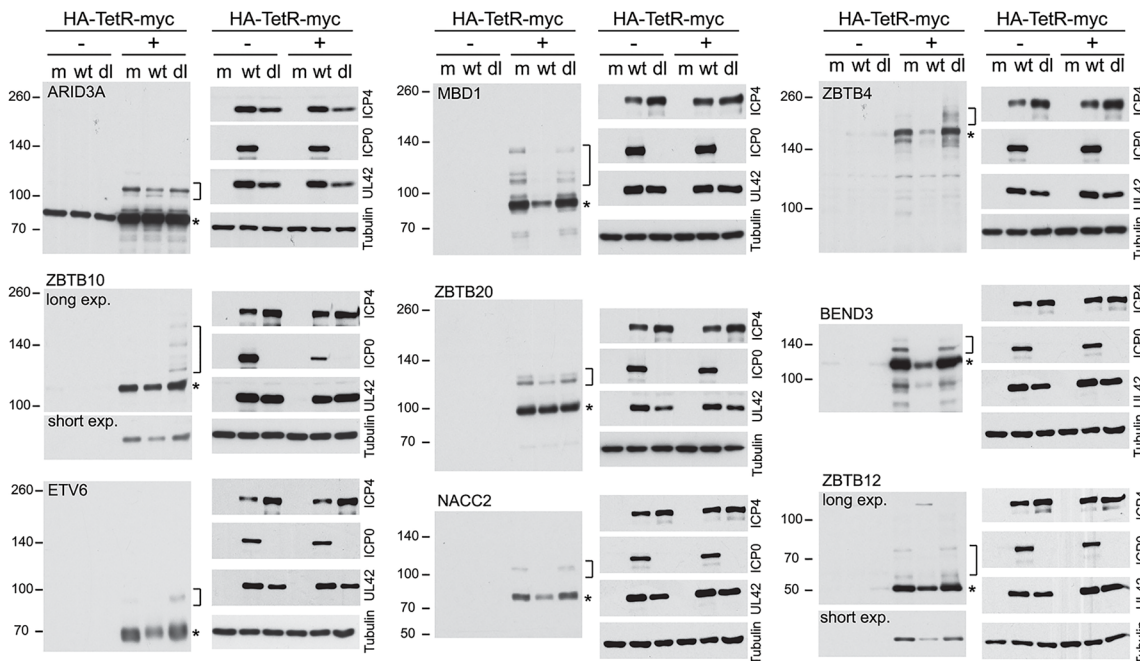 HA-TetR-myc HA-TetR-myc
- + - +
m wt dl m wt dl m wt dl m wt dl
ARID3A
260
140
100
70
*
ICP4
ICP0
UL42
Tubulin
ZBTB10
long exp.
260
140
100
*
short exp.
ICP4
ICP0
UL42
Tubulin
ETV6
260
140
100
70
*
ICP4
ICP0
UL42
Tubulin
HA-TetR-myc HA-TetR-myc
- + - +
m wt dl m wt dl m wt dl m wt dl
MBD1
260
140
100
70
*
ICP4
ICP0
UL42
Tubulin
ZBTB20
260
140
100
70
*
ICP4
ICP0
UL42
Tubulin
NACC2
140
100
70
50
*
ICP4
ICP0
UL42
Tubulin
HA-TetR-myc HA-TetR-myc
- + - +
m wt dl m wt dl m wt dl m wt dl
ZBTB4
260
140
100
*
ICP4
ICP0
UL42
Tubulin
BEND3
140
100
*
ICP4
ICP0
UL42
Tubulin
ZBTB12
long exp.
100
70
50
*
short exp.
ICP4
ICP0
UL42
Tubulin